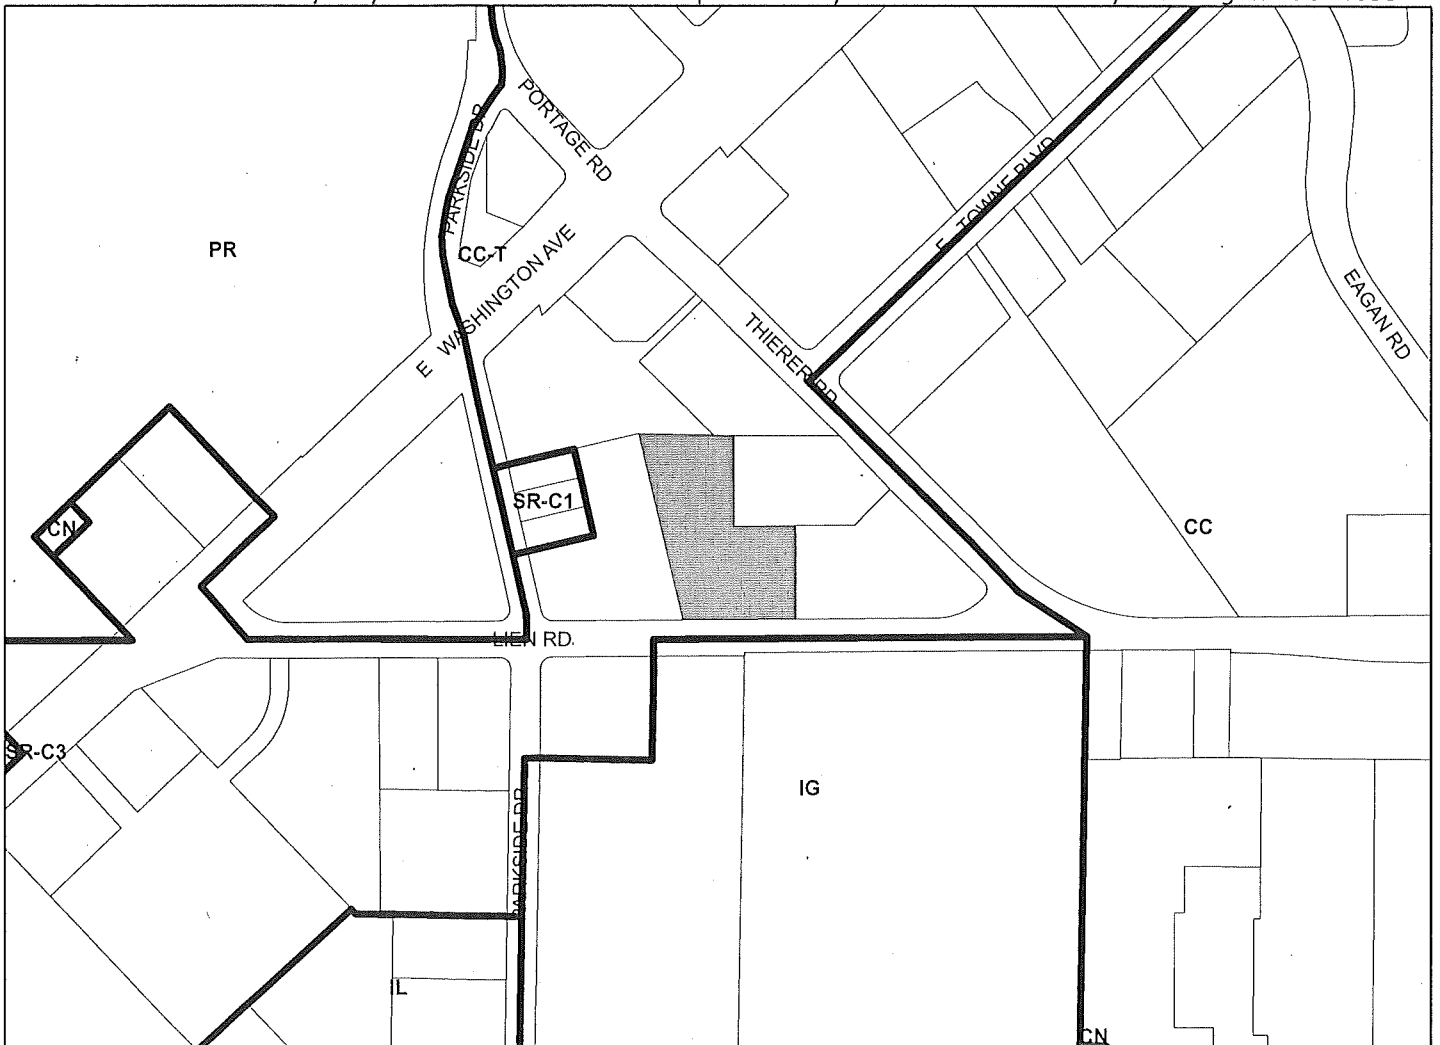 PORTAGE RD
PARKSIDE DR
PR
CC-T
E WASHINGTON AVE
E TOWNE BLVD
EAGAN RD
THIERER RD
SR-C1
CN
CC
LIEN RD.
SR-C3
IG
PARKSIDE DR
IL
CN